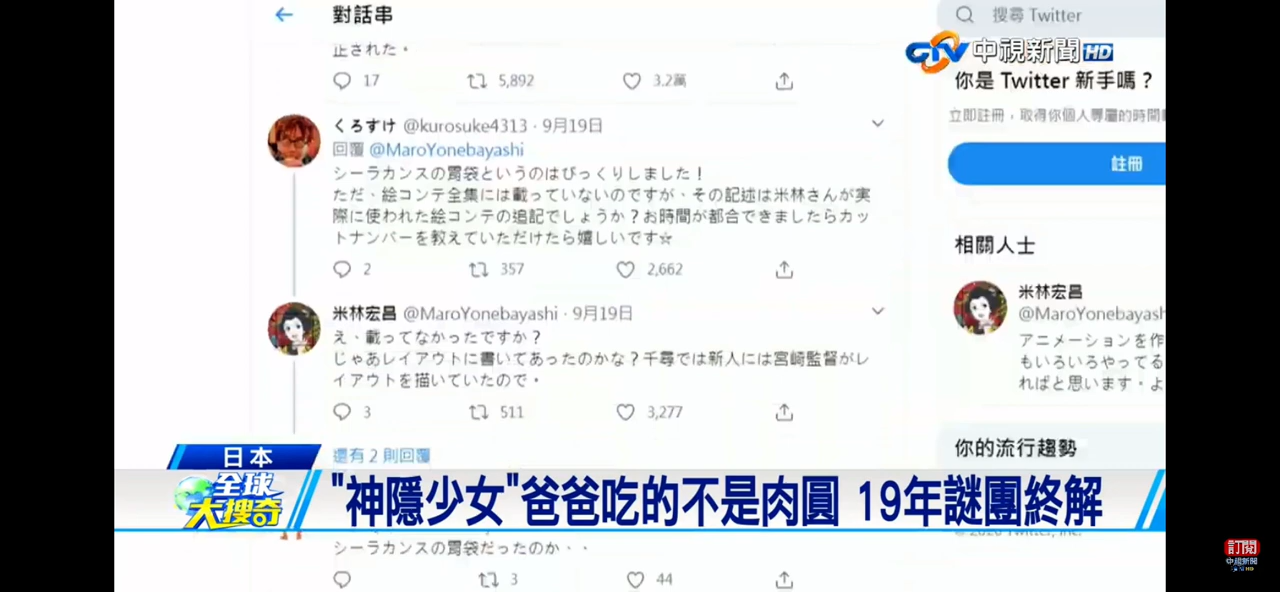 對話串
搜尋 Twitter
CTV 中視新聞 HD
正された。
17 5,892 3.2萬
你是 Twitter 新手嗎？
立即註冊，取得你個人專屬的時間
註冊
くろすけ @kurosuke4313 · 9月19日
回覆 @MaroYonebayashi
シーラカンスの胃袋というのはびっくりしました！
ただ、絵コンテ全集には載っていないのですが、その記述は米林さんが実
際に使われた絵コンテの追記でしょうか？お時間が都合できましたらカッ
トナンバーを教えていただけたら嬉しいです☆
2 357 2,662
相關人士
米林宏昌
@MaroYonebayash
アニメーションを作
もいろいろやってる
ればと思います。よ
米林宏昌 @MaroYonebayashi · 9月19日
え、載ってなかったですか？
じゃあレイアウトに書いてあったのかな？千尋では新人には宮崎監督がレ
イアウトを描いていたので。
3 511 3,277
你的流行趨勢
還有 2 則回覆
日本
全球
大搜奇
"神隱少女"爸爸吃的不是肉圓 19年謎團終解
© 2020 Twitter, Inc.
シーラカンスの胃袋だったのか・・
3 44
訂閱
中視新聞